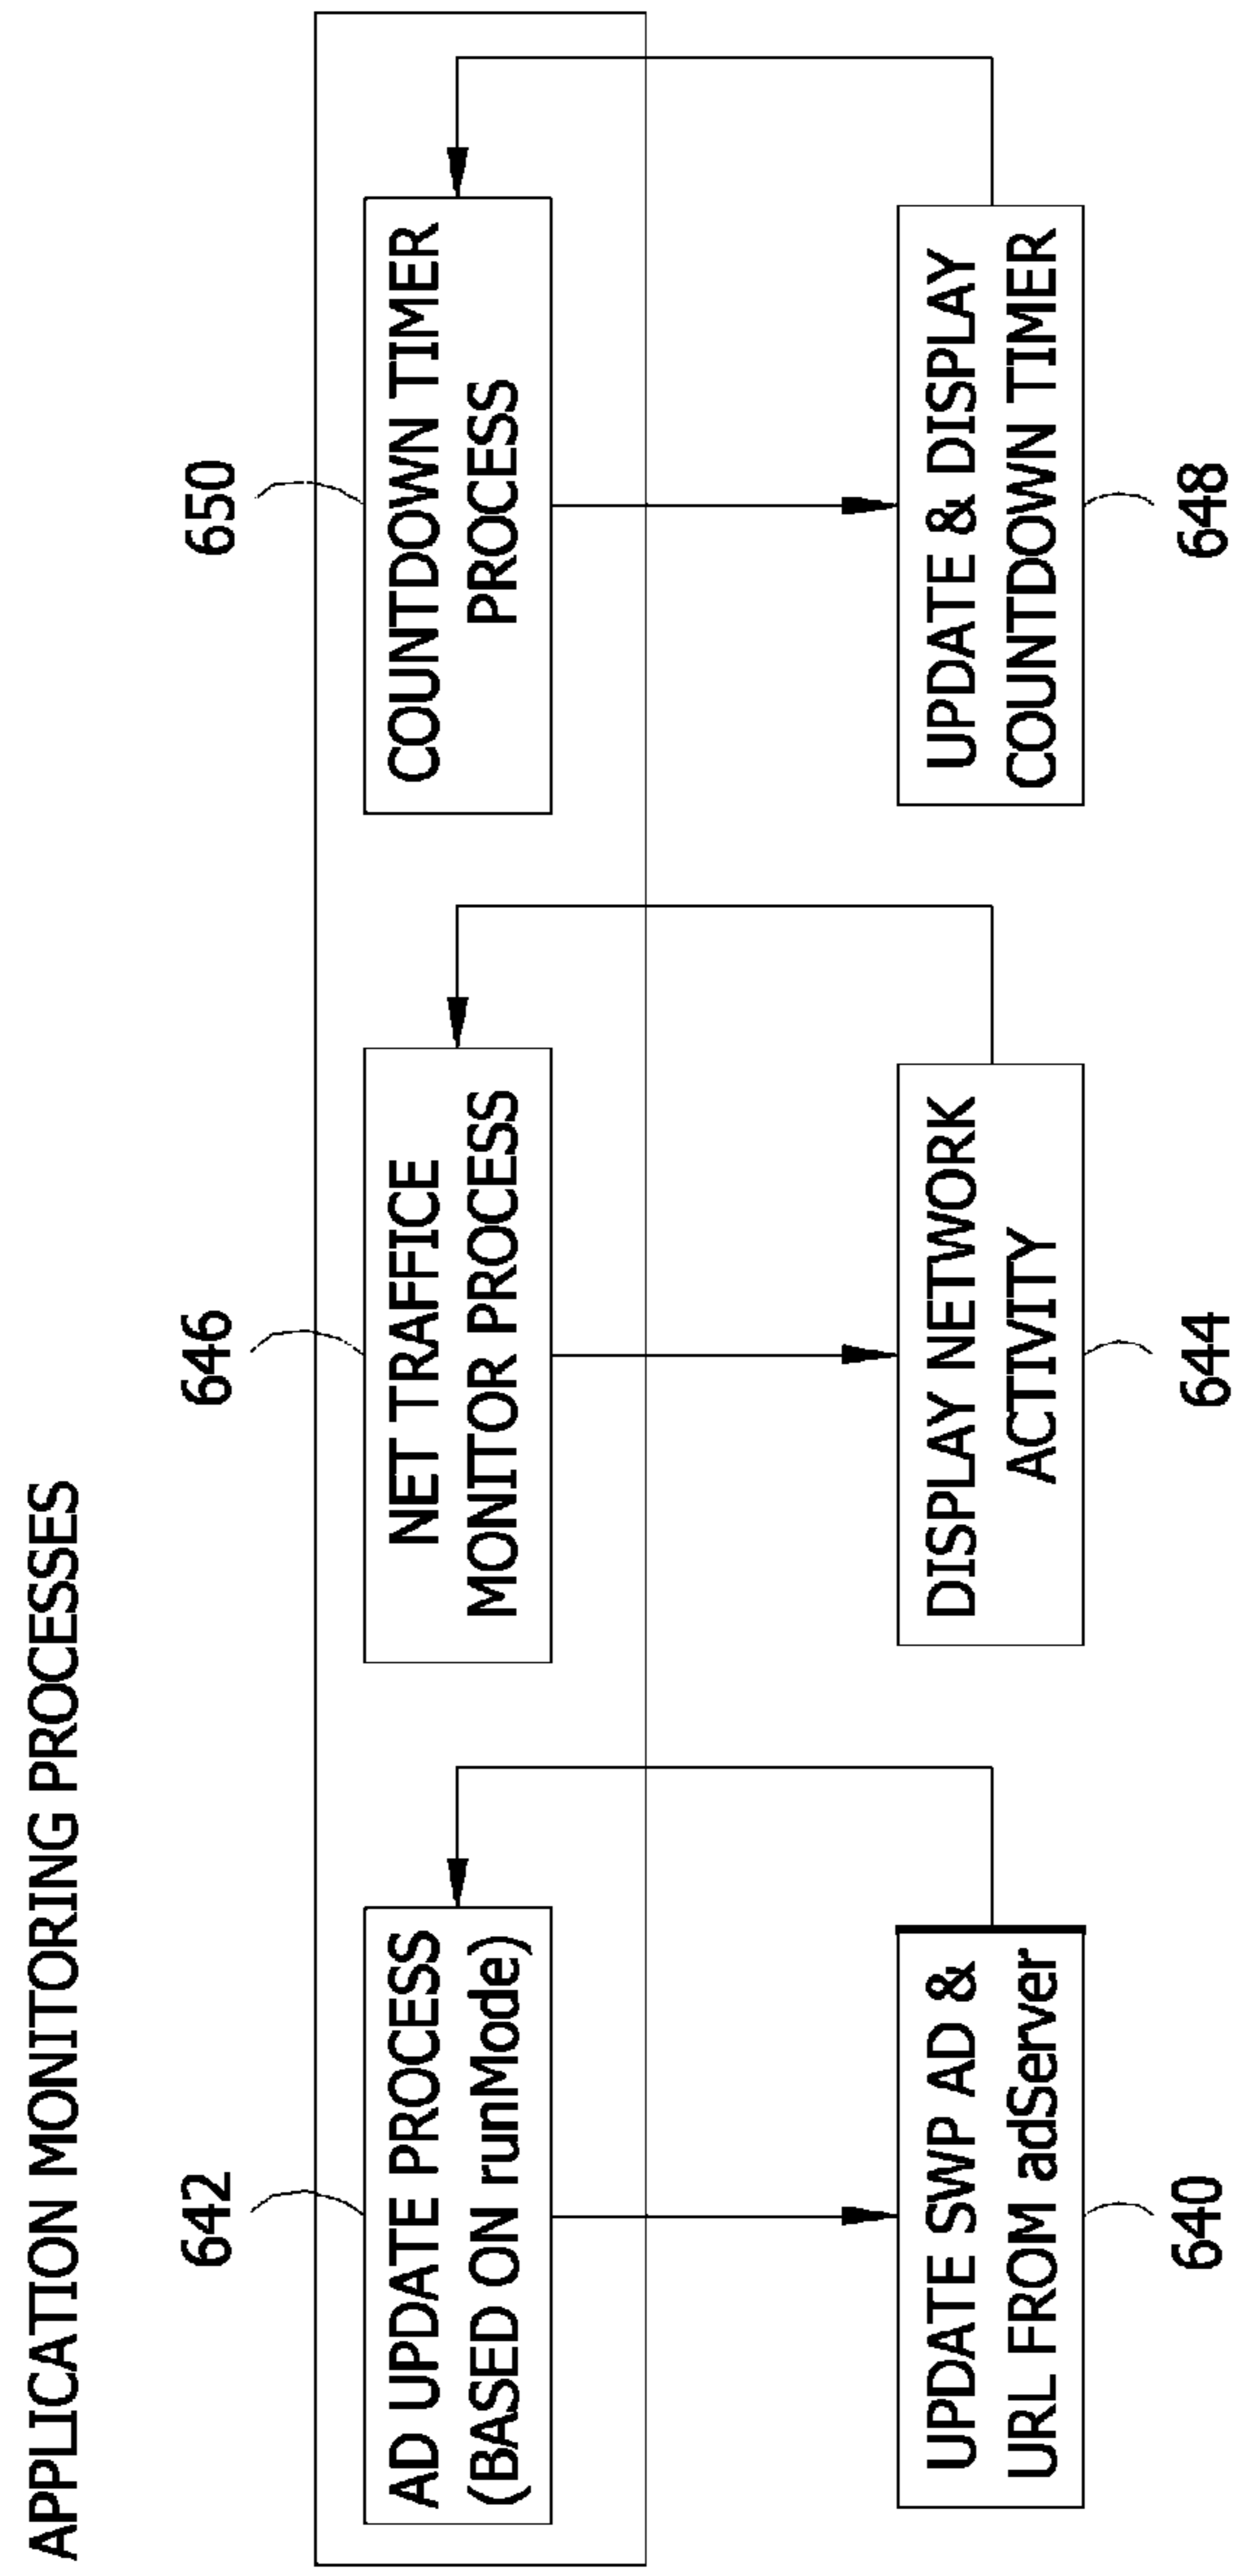 APPLICATION MONITORING PROCESSES
642
646
650
AD UPDATE PROCESS
(BASED ON runMode)
NET TRAFFICE
MONITOR PROCESS
COUNTDOWN TIMER
PROCESS
UPDATE SWP AD &
URL FROM adServer
DISPLAY NETWORK
ACTIVITY
UPDATE & DISPLAY
COUNTDOWN TIMER
640
644
648